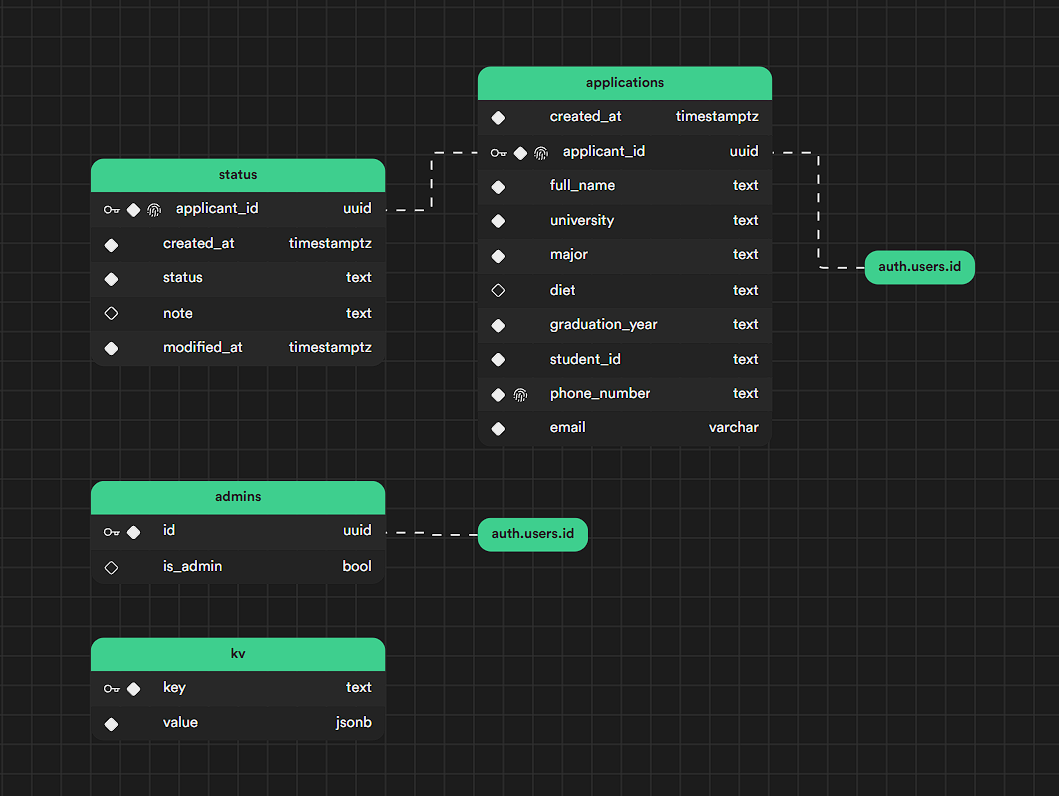 applications
created_at timestamptz
applicant_id uuid
full_name text
university text
major text
diet text
graduation_year text
student_id text
phone_number text
email varchar
status
applicant_id uuid
created_at timestamptz
status text
note text
modified_at timestamptz
auth.users.id
admins
id uuid
is_admin bool
auth.users.id
kv
key text
value jsonb